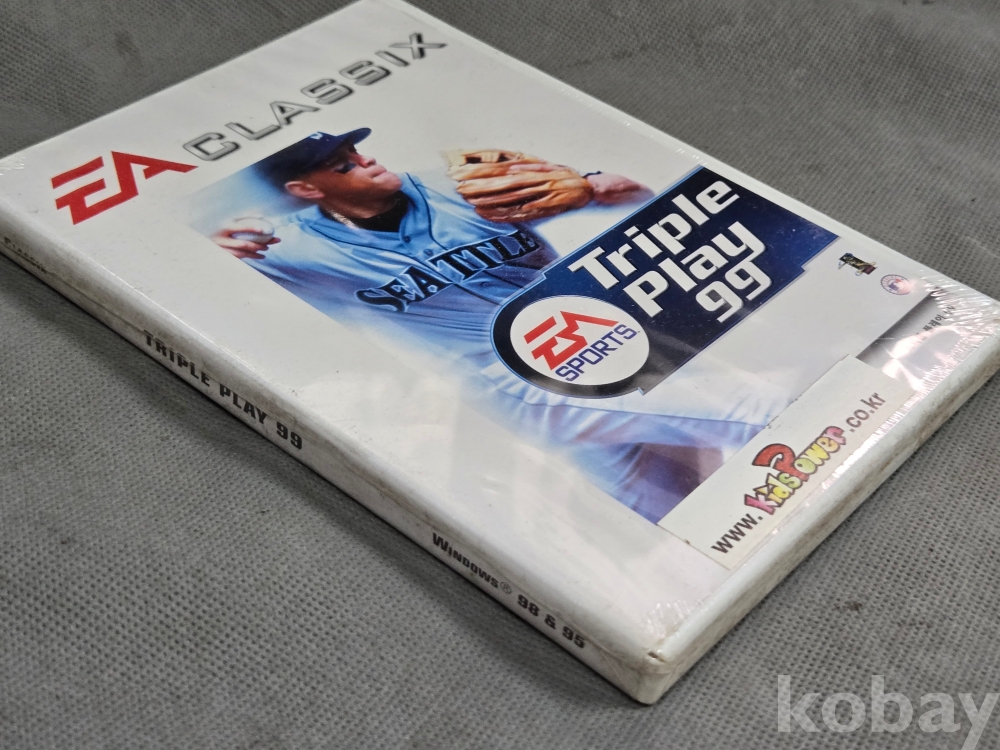 EA CLASSIX
SEATTLE
Triple
Play
99
EA
SPORTS
www.KidsPower.co.kr
TRIPLE PLAY 99
WINDOWS® 98 & 95
kobay